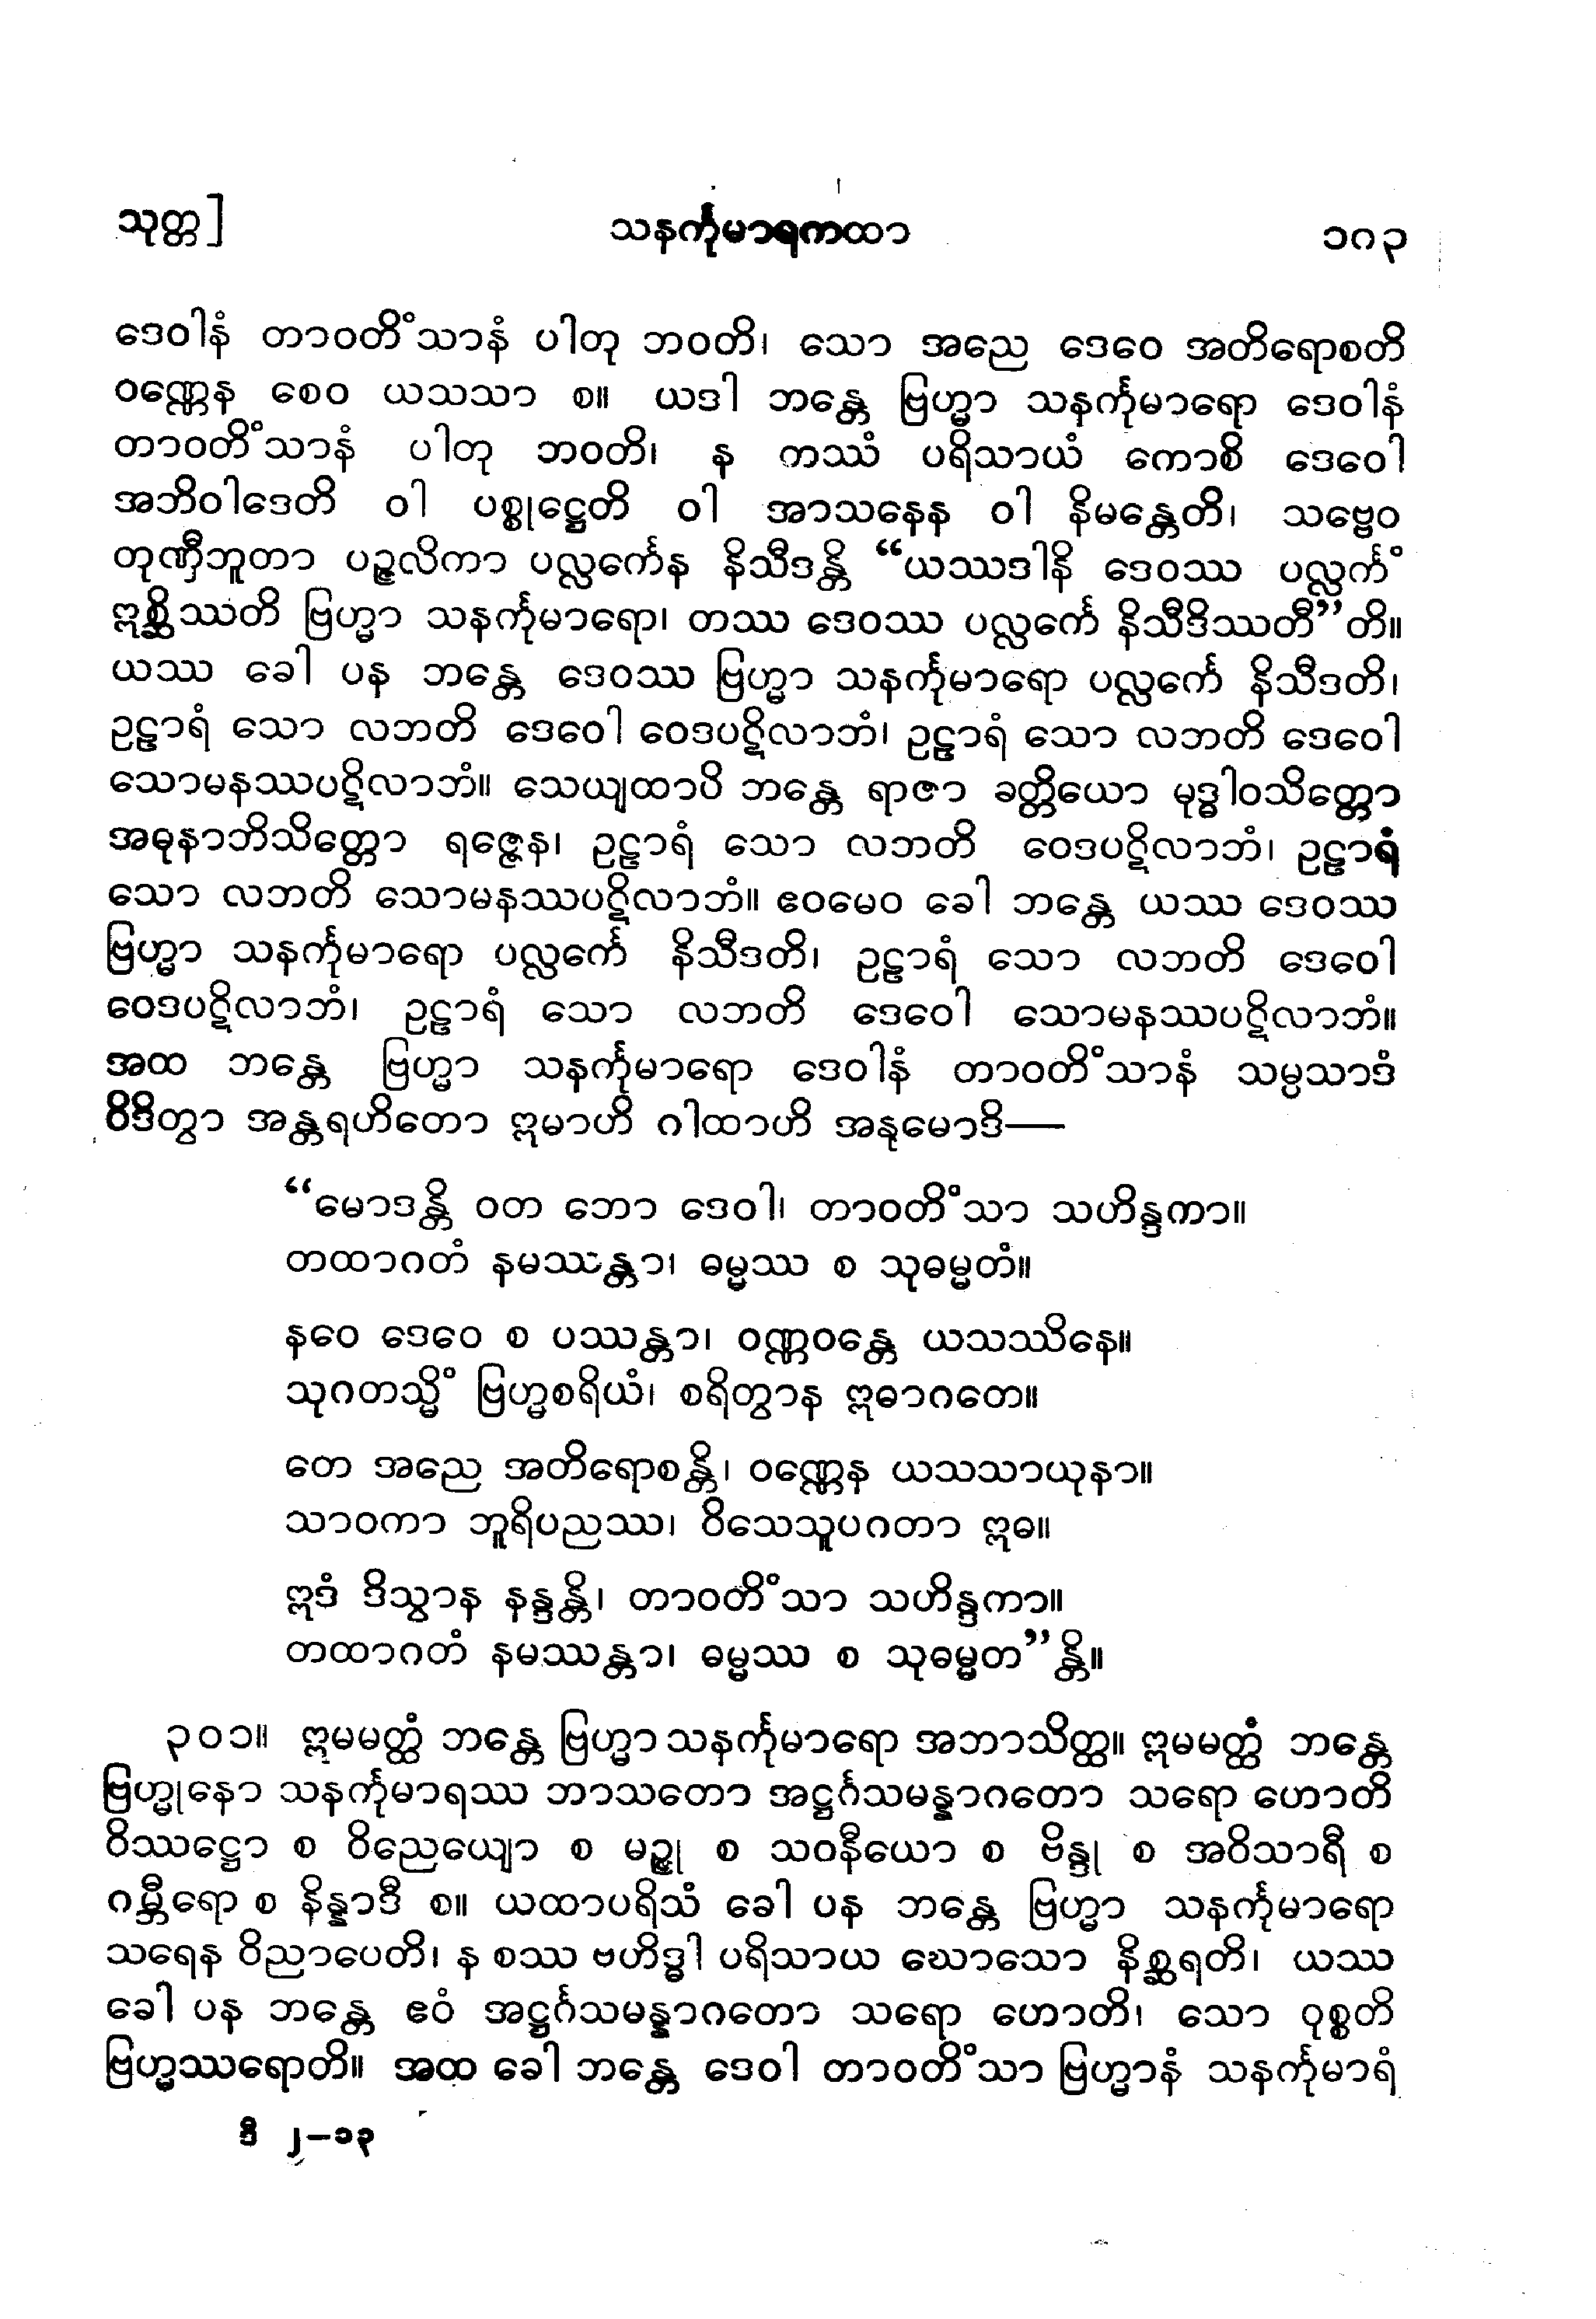 သုတ္တ]
သနင်္ကုမာရကထာ
၁၈၃
ဒေဝါနံ တာဝတိံသာနံ ပါတု ဘဝတိ၊ သော အညေ ဒေဝေ အတိရောစတိ
ဝဏ္ဏေန စေဝ ယသသာ စ။ ယဒါ ဘန္တေ ဗြဟ္မာ သနင်္ကုမာရော ဒေဝါနံ
တာဝတိံသာနံ ပါတု ဘဝတိ၊ န ကဿံ ပရိသာယံ ကောစိ ဒေဝေါ
အဘိဝါဒေတိ ဝါ ပစ္စုဋ္ဌေတိ ဝါ အာသနေန ဝါ နိမန္တေတိ၊ သဗ္ဗေဝ
တုဏှီဘူတာ ပဉ္ဇလိကာ ပလ္လင်္ကေန နိသီဒန္တိ “ယဿဒါနိ ဒေဝဿ ပလ္လင်္ကံ
ဣစ္ဆိဿတိ ဗြဟ္မာ သနင်္ကုမာရော၊ တဿ ဒေဝဿ ပလ္လင်္ကေ နိသီဒိဿတီ”တိ။
ယဿ ခေါ ပန ဘန္တေ ဒေဝဿ ဗြဟ္မာ သနင်္ကုမာရော ပလ္လင်္ကေ နိသီဒတိ၊
ဥဠာရံ သော လဘတိ ဒေဝေါ ဝေဒပဋိလာဘံ၊ ဥဠာရံ သော လဘတိ ဒေဝေါ
သောမနဿပဋိလာဘံ။ သေယျထာပိ ဘန္တေ ရာဇာ ခတ္တိယော မုဒ္ဓါဝသိတ္တော
အဓုနာဘိသိတ္တော ရဇ္ဇေန၊ ဥဠာရံ သော လဘတိ ဝေဒပဋိလာဘံ၊ ဥဠာရံ
သော လဘတိ သောမနဿပဋိလာဘံ။ ဧဝမေဝ ခေါ ဘန္တေ ယဿ ဒေဝဿ
ဗြဟ္မာ သနင်္ကုမာရော ပလ္လင်္ကေ နိသီဒတိ၊ ဥဠာရံ သော လဘတိ ဒေဝေါ
ဝေဒပဋိလာဘံ၊ ဥဠာရံ သော လဘတိ ဒေဝေါ သောမနဿပဋိလာဘံ။
အထ ဘန္တေ ဗြဟ္မာ သနင်္ကုမာရော ဒေဝါနံ တာဝတိံသာနံ သမ္ပသာဒံ
ဝိဒိတွာ အန္တရဟိတော ဣမာဟိ ဂါထာဟိ အနုမောဒိ—
“မောဒန္တိ ဝတ ဘော ဒေဝါ၊ တာဝတိံသာ သဟိန္ဒကာ။
တထာဂတံ နမဿန္တာ၊ ဓမ္မဿ စ သုဓမ္မတံ။
နဝေ ဒေဝေ စ ပဿန္တာ၊ ဝဏ္ဏဝန္တေ ယသဿိနေ။
သုဂတသ္မိံ ဗြဟ္မစရိယံ၊ စရိတွာန ဣဓာဂတေ။
တေ အညေ အတိရောစန္တိ၊ ဝဏ္ဏေန ယသသာယုနာ။
သာဝကာ ဘူရိပညဿ၊ ဝိသေသူပဂတာ ဣဓ။
ဣဒံ ဒိသွာန နန္ဒန္တိ၊ တာဝတိံသာ သဟိန္ဒကာ။
တထာဂတံ နမဿန္တာ၊ ဓမ္မဿ စ သုဓမ္မတ”န္တိ။
၃၀၁။ ဣမမတ္ထံ ဘန္တေ ဗြဟ္မာ သနင်္ကုမာရော အဘာသိတ္ထ။ ဣမမတ္ထံ ဘန္တေ
ဗြဟ္မုနော သနင်္ကုမာရဿ ဘာသတော အဋ္ဌင်္ဂသမန္နာဂတော သရော ဟောတိ
ဝိဿဋ္ဌော စ ဝိညေယျော စ မဉ္ဇု စ သဝနီယော စ ဗိန္ဒု စ အဝိသာရီ စ
ဂမ္ဘီရော စ နိန္နာဒီ စ။ ယထာပရိသံ ခေါ ပန ဘန္တေ ဗြဟ္မာ သနင်္ကုမာရော
သရေန ဝိညာပေတိ၊ န စဿ ဗဟိဒ္ဓါ ပရိသာယ ဃောသော နိစ္ဆရတိ၊ ယဿ
ခေါ ပန ဘန္တေ ဧဝံ အဋ္ဌင်္ဂသမန္နာဂတော သရော ဟောတိ၊ သော ဝုစ္စတိ
ဗြဟ္မဿရောတိ။ အထ ခေါ ဘန္တေ ဒေဝါ တာဝတိံသာ ဗြဟ္မာနံ သနင်္ကုမာရံ
ဒီ ၂–၁၃